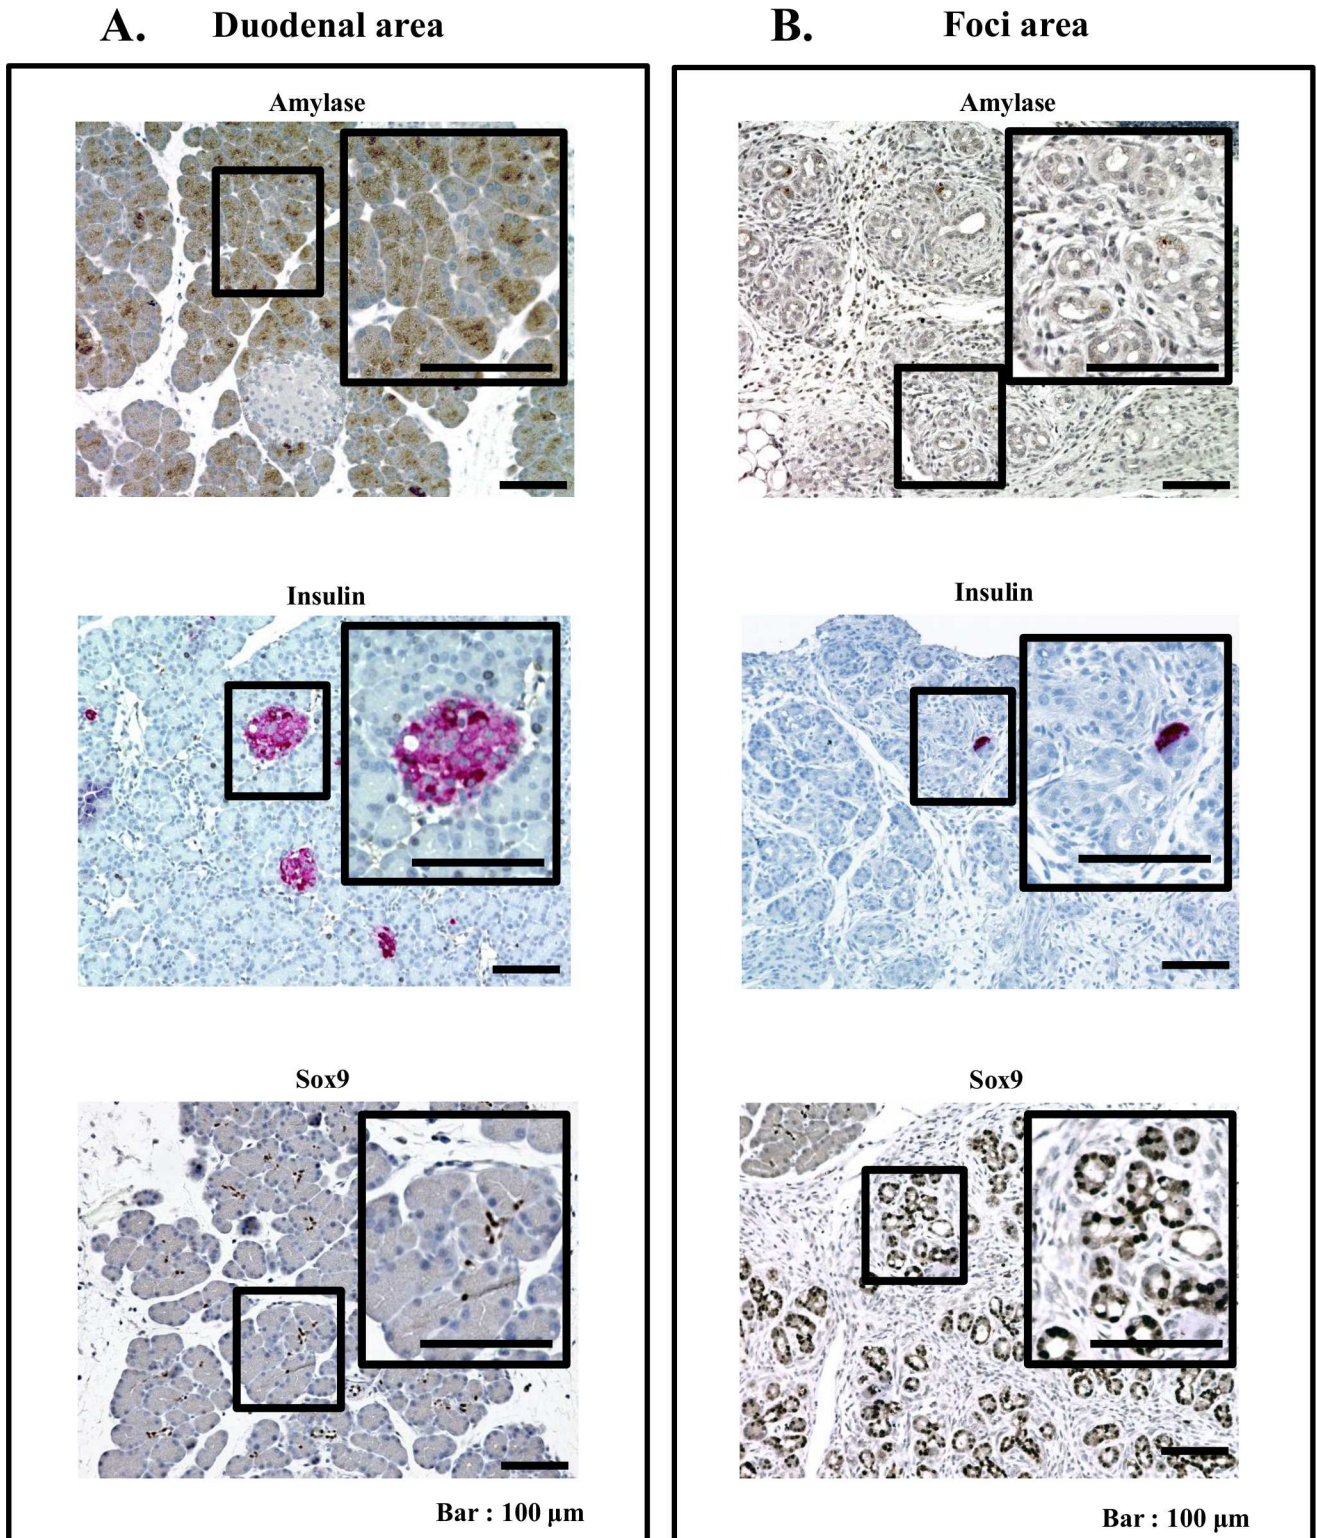 A. Duodenal area
Amylase
Insulin
Sox9
Bar : 100 µm
B. Foci area
Amylase
Insulin
Sox9
Bar : 100 µm